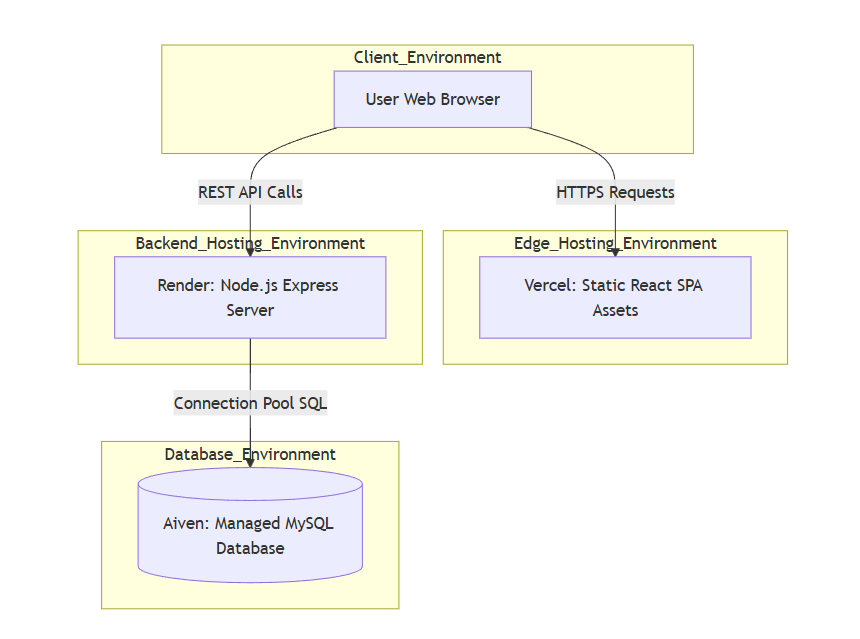 Client_Environment
User Web Browser
REST API Calls
HTTPS Requests
Backend_Hosting_Environment
Edge_Hosting_Environment
Render: Node.js Express
Server
Vercel: Static React SPA
Assets
Connection Pool SQL
Database_Environment
Aiven: Managed MySQL
Database